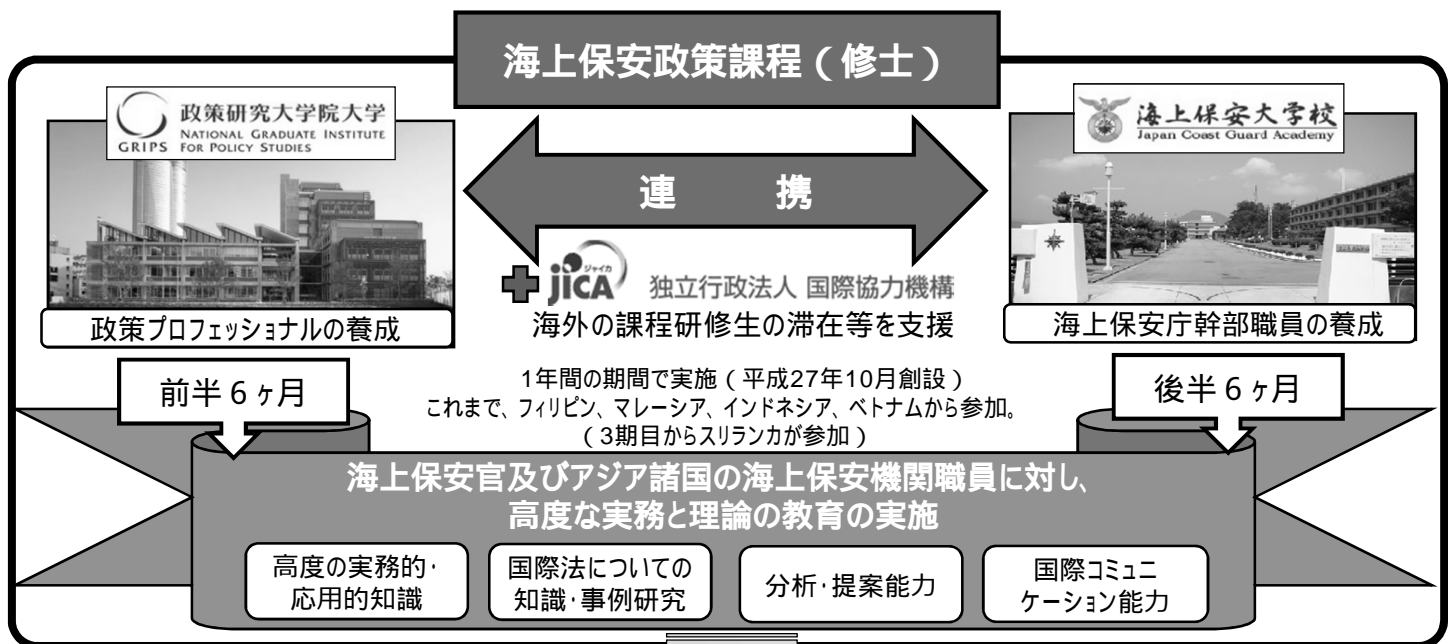 海上保安政策課程（修士）
GRIPS
政策研究大学院大学
NATIONAL GRADUATE INSTITUTE
FOR POLICY STUDIES
海上保安大学校
Japan Coast Guard Academy
連　携
ジャイカ
jICA
独立行政法人 国際協力機構
海外の課程研修生の滞在等を支援
政策プロフェッショナルの養成
海上保安庁幹部職員の養成
前半６ヶ月
後半６ヶ月
1年間の期間で実施（平成27年10月創設）
これまで、フィリピン、マレーシア、インドネシア、ベトナムから参加。
（3期目からスリランカが参加）
海上保安官及びアジア諸国の海上保安機関職員に対し、
高度な実務と理論の教育の実施
高度の実務的・
応用的知識
国際法についての
知識・事例研究
分析・提案能力
国際コミュニ
ケーション能力